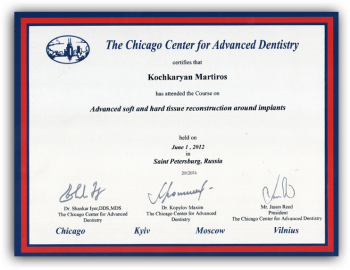 The Chicago Center for Advanced Dentistry
certifies that
Kochkaryan Martiros
has attended the Course on
Advanced soft and hard tissue reconstruction around implants
held on
June 1, 2012
in
Saint Petersburg, Russia
Dr. Shankar Iyer,DDS,MDS
The Chicago Center for Advanced
Dentistry
Dr. Kopylov Maxim
The Chicago Center for Advanced
Dentistry
Mr. Jason Reed
President
The Chicago Center for Advanced
Dentistry
Chicago Kyiv Moscow Vilnius